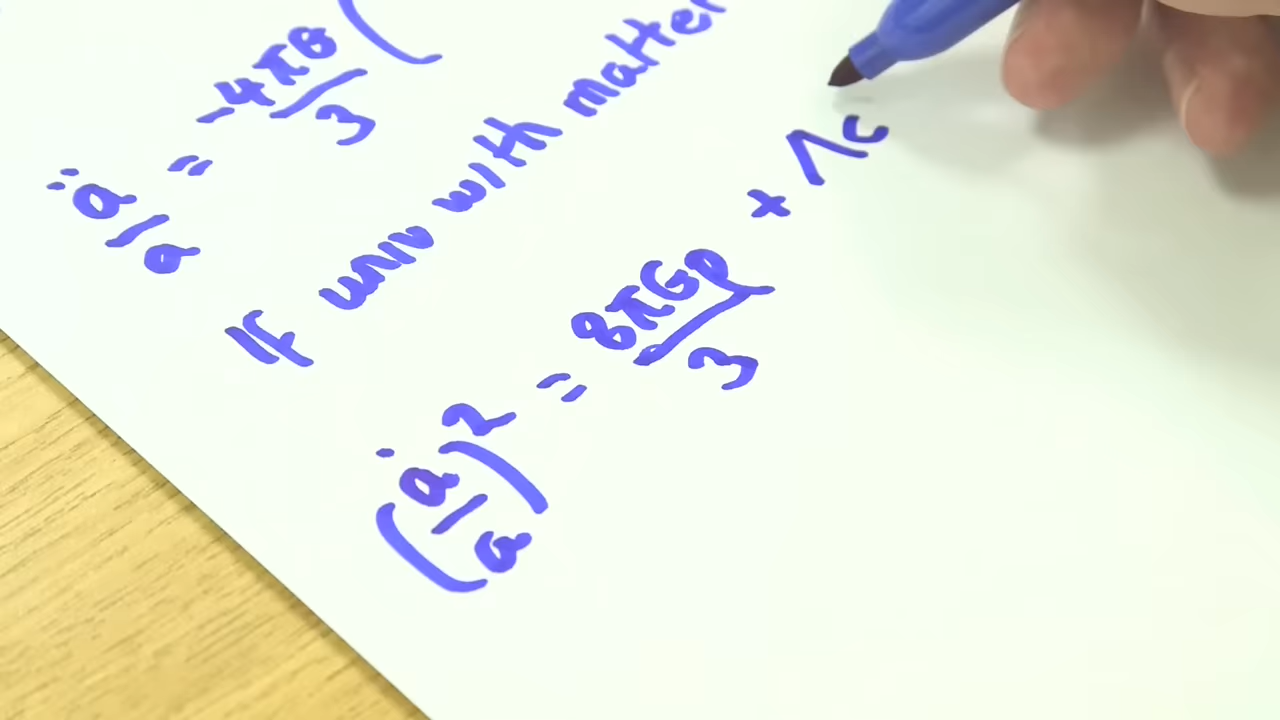 ä/a = -4πG/3 (
If univ with matter
(ȧ/a)² = 8πGρ/3 + Λc